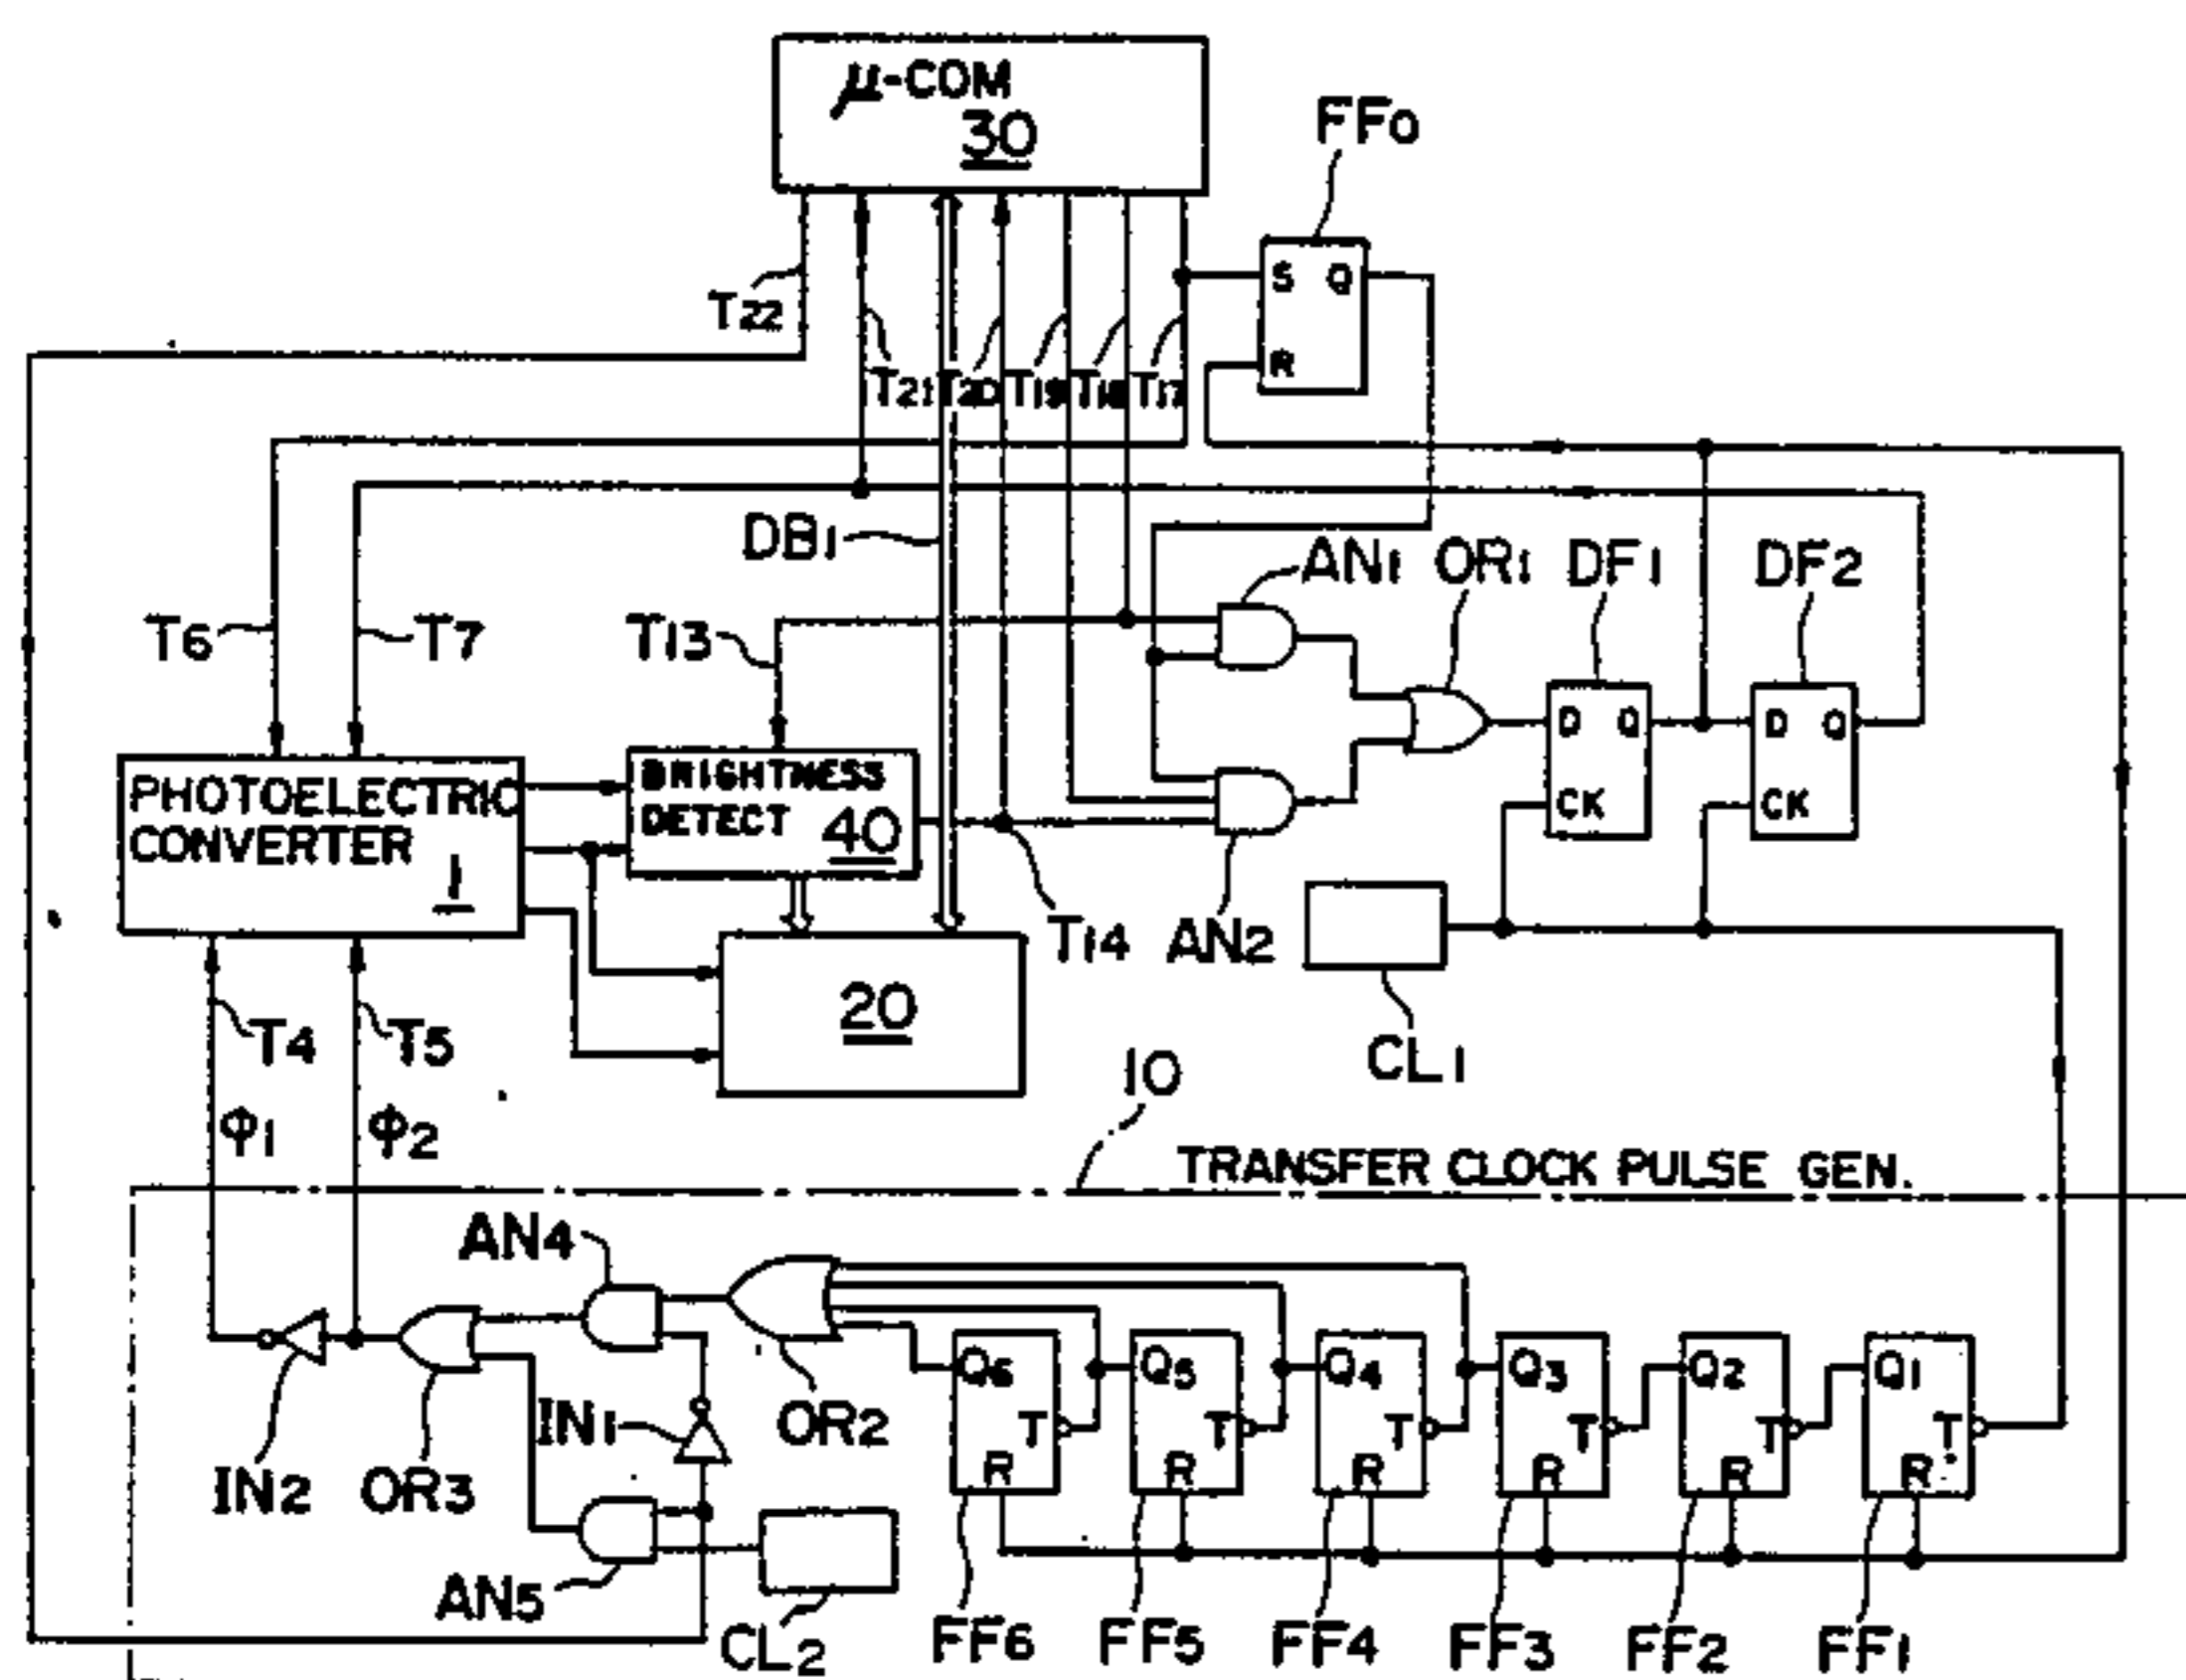 μ-COM
30
FF0
S Q
R
T22
T21 T20 T19 T18 T17
DB1
AN1 OR1 DF1 DF2
T6 T7 T13
D Q D Q
CK CK
PHOTOELECTRIC
CONVERTER
1
BRIGHTNESS
DETECT 40
T14 AN2
20
CL1
T4 T5
10
Φ1 Φ2
TRANSFER CLOCK PULSE GEN.
AN4
Q6 Q5 Q4 Q3 Q2 Q1
T T T T T T
R R R R R R
IN1 OR2
IN2 OR3
AN5
CL2
FF6 FF5 FF4 FF3 FF2 FF1